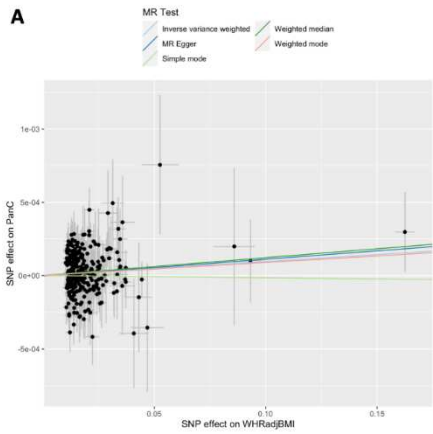 A
MR Test
Inverse variance weighted
Weighted median
MR Egger
Weighted mode
Simple mode
1e-03
5e-04
0e+00
-5e-04
SNP effect on PanC
0.05
0.10
0.15
SNP effect on WHRadjBMI